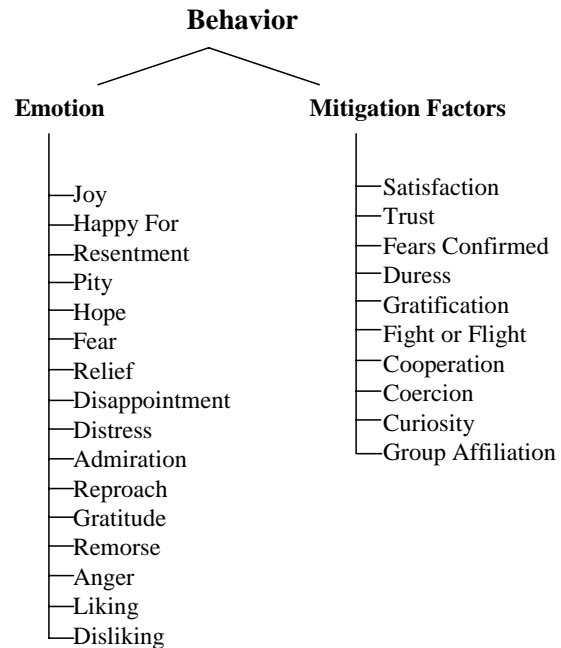 Behavior
Emotion
Joy
Happy For
Resentment
Pity
Hope
Fear
Relief
Disappointment
Distress
Admiration
Reproach
Gratitude
Remorse
Anger
Liking
Disliking
Mitigation Factors
Satisfaction
Trust
Fears Confirmed
Duress
Gratification
Fight or Flight
Cooperation
Coercion
Curiosity
Group Affiliation